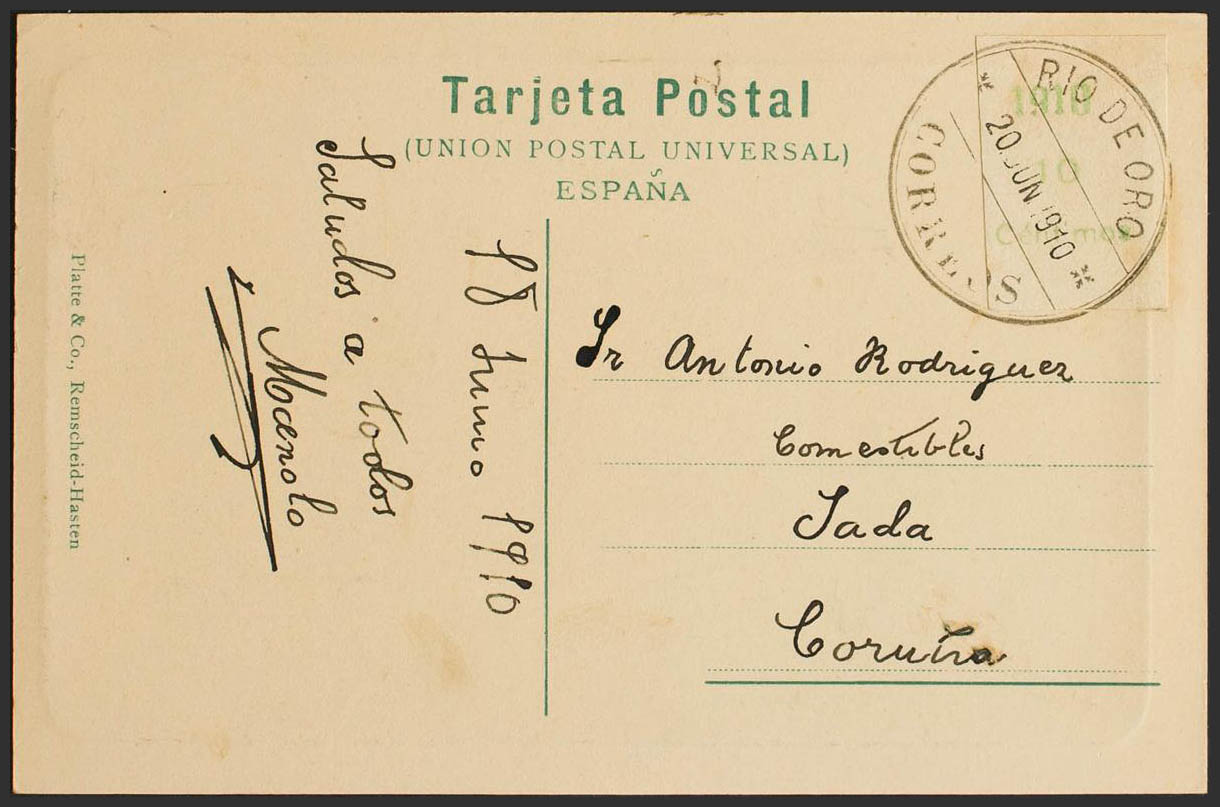 Tarjeta Postal
(UNION POSTAL UNIVERSAL)
ESPAÑA
RIO DE ORO
20.JUN 1910
CORREOS
1910
10
Céntimos
Sr Antonio Rodriguez
Comestibles
Sada
Coruña
18 Junio 1910
Saludos a todos
Manolo
Platte & Co., Remscheid-Hasten